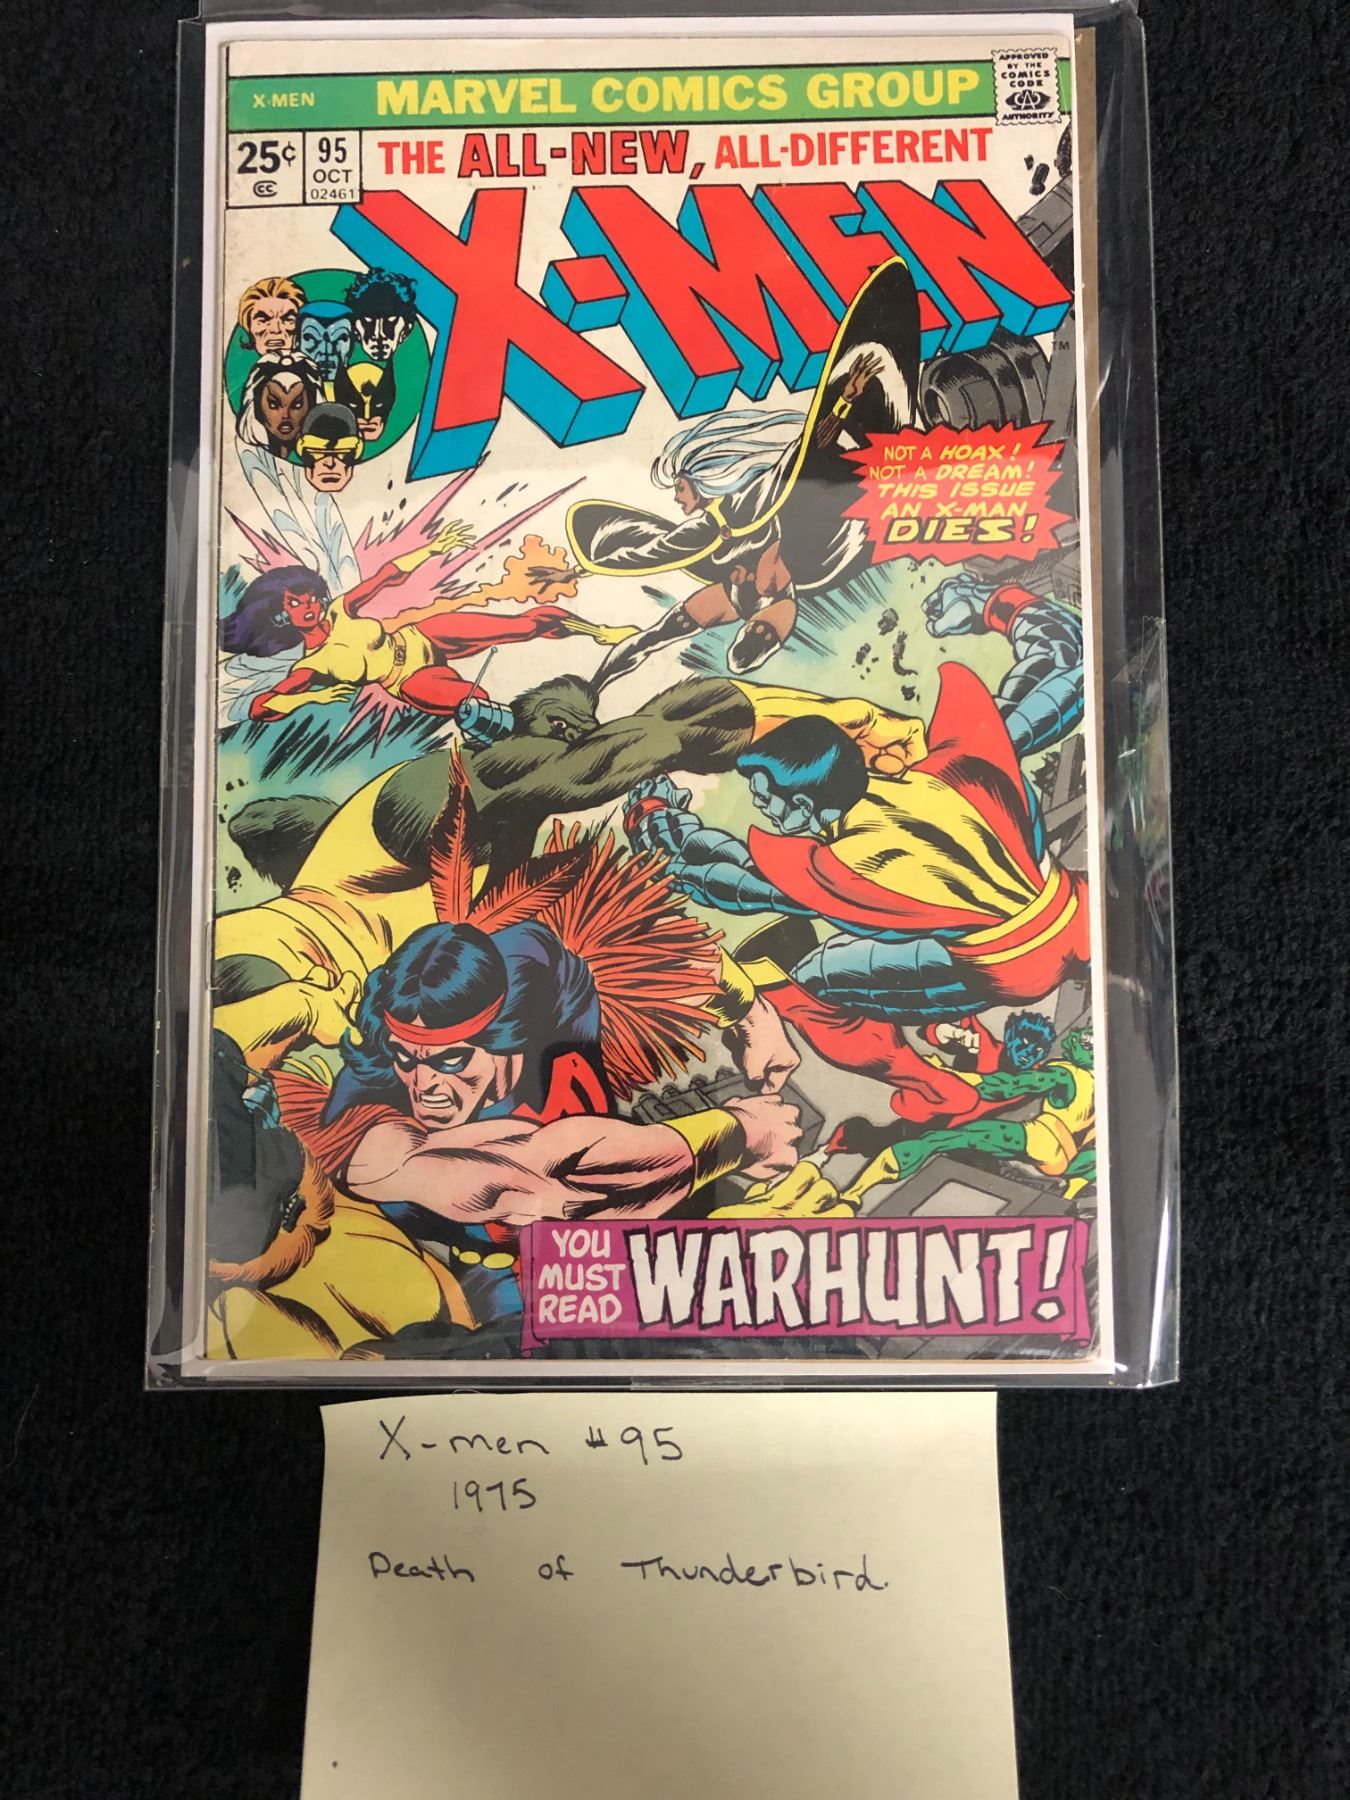 X-MEN
MARVEL COMICS GROUP
APPROVED
BY THE
COMICS
CODE
CA
AUTHORITY
25¢
CC
95
OCT
02461
THE ALL-NEW, ALL-DIFFERENT
X-MEN
TM
NOT A HOAX!
NOT A DREAM!
THIS ISSUE
AN X-MAN
DIES!
YOU
MUST
READ
WARHUNT!
X-men #95
1975
Death of Thunderbird.